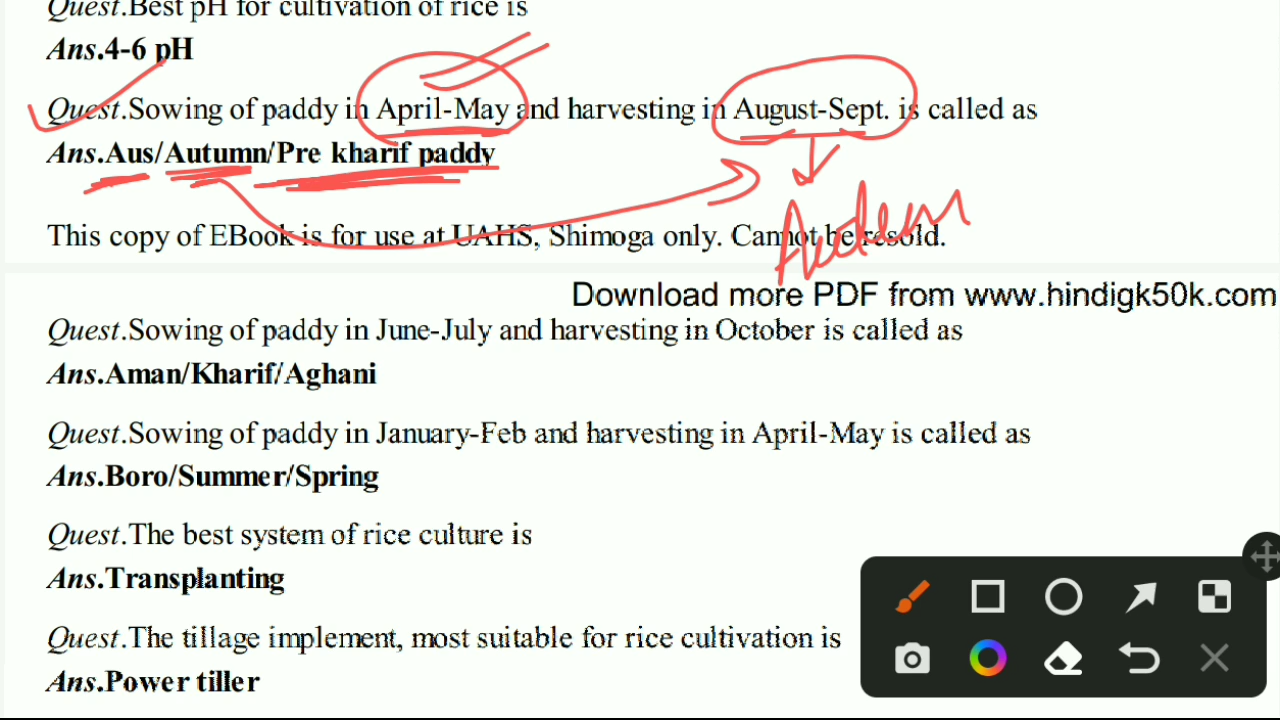 Quest.Best pH for cultivation of rice is
Ans.4-6 pH
Quest.Sowing of paddy in April-May and harvesting in August-Sept. is called as
Ans.Aus/Autumn/Pre kharif paddy
This copy of EBook is for use at UAHS, Shimoga only. Cannot be resold.
Download more PDF from www.hindigk50k.com
Quest.Sowing of paddy in June-July and harvesting in October is called as
Ans.Aman/Kharif/Aghani
Quest.Sowing of paddy in January-Feb and harvesting in April-May is called as
Ans.Boro/Summer/Spring
Quest.The best system of rice culture is
Ans.Transplanting
Quest.The tillage implement, most suitable for rice cultivation is
Ans.Power tiller